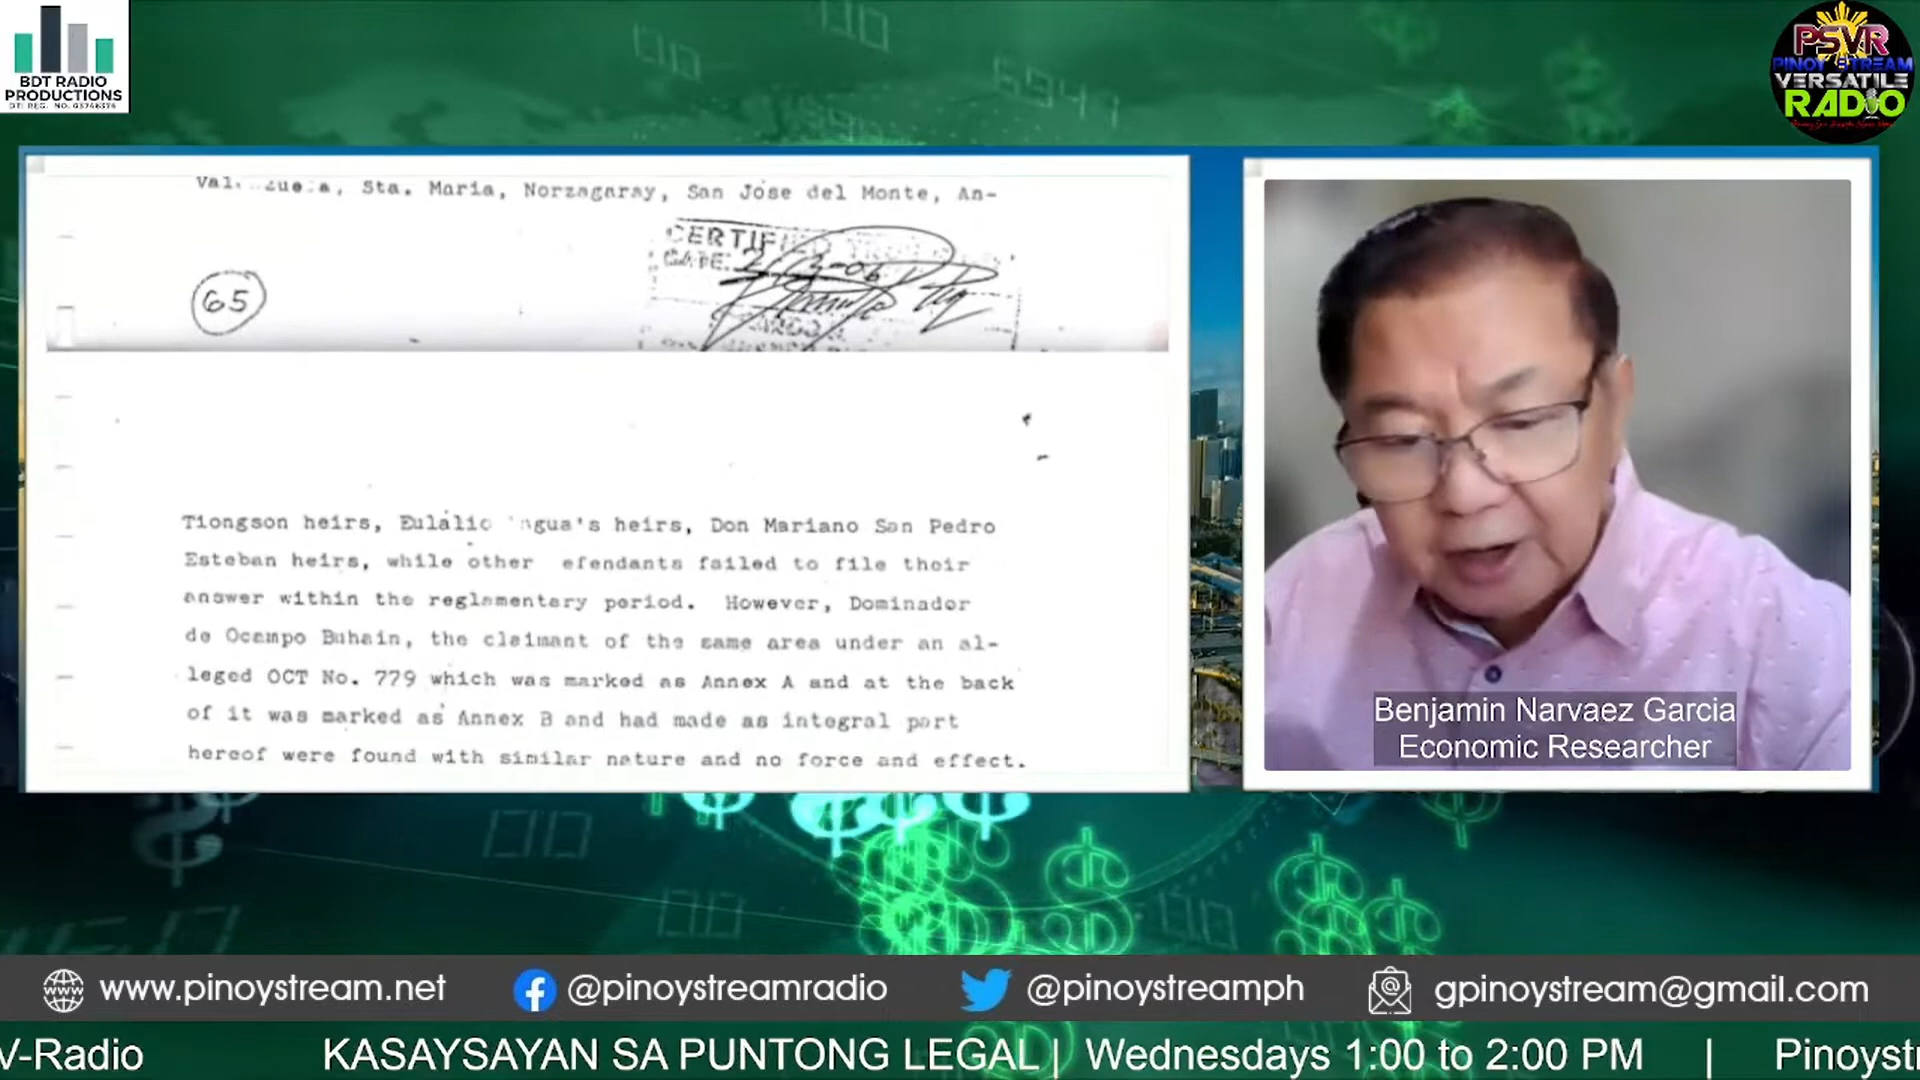 BDT RADIO
PRODUCTIONS
PSVR
PINOY STREAM
VERSATILE
RADIO
Sta. Maria, Norzagaray, San Jose del Monte, An-
65
Tiongson heirs, Eulalio heirs, Don Mariano San Pedro
Esteban heirs, while other efendants failed to file their
answer within the reglamentary period. However, Dominador
de Ocampo Buhain, the claimant of the same area under an al-
leged OCT No. 779 which was marked as Annex A and at the back
of it was marked as Annex B and had made as integral part
hereof were found with similar nature and no force and effect.
Benjamin Narvaez Garcia
Economic Researcher
www.pinoystream.net @pinoystreamradio @pinoystreamph gpinoystream@gmail.com
V-Radio KASAYSAYAN SA PUNTONG LEGAL | Wednesdays 1:00 to 2:00 PM | Pinoyst